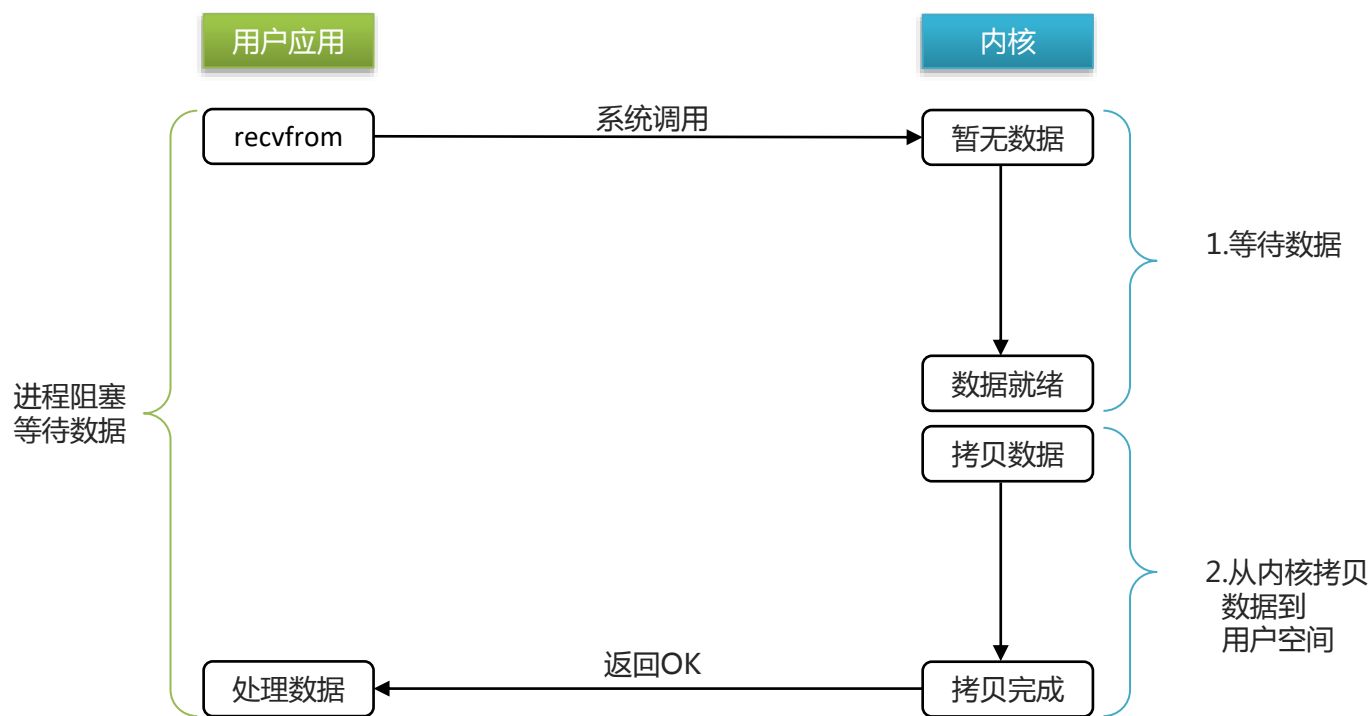 用户应用
内核
recvfrom
系统调用
暂无数据
1.等待数据
数据就绪
进程阻塞
等待数据
拷贝数据
2.从内核拷贝
数据到
用户空间
处理数据
返回OK
拷贝完成